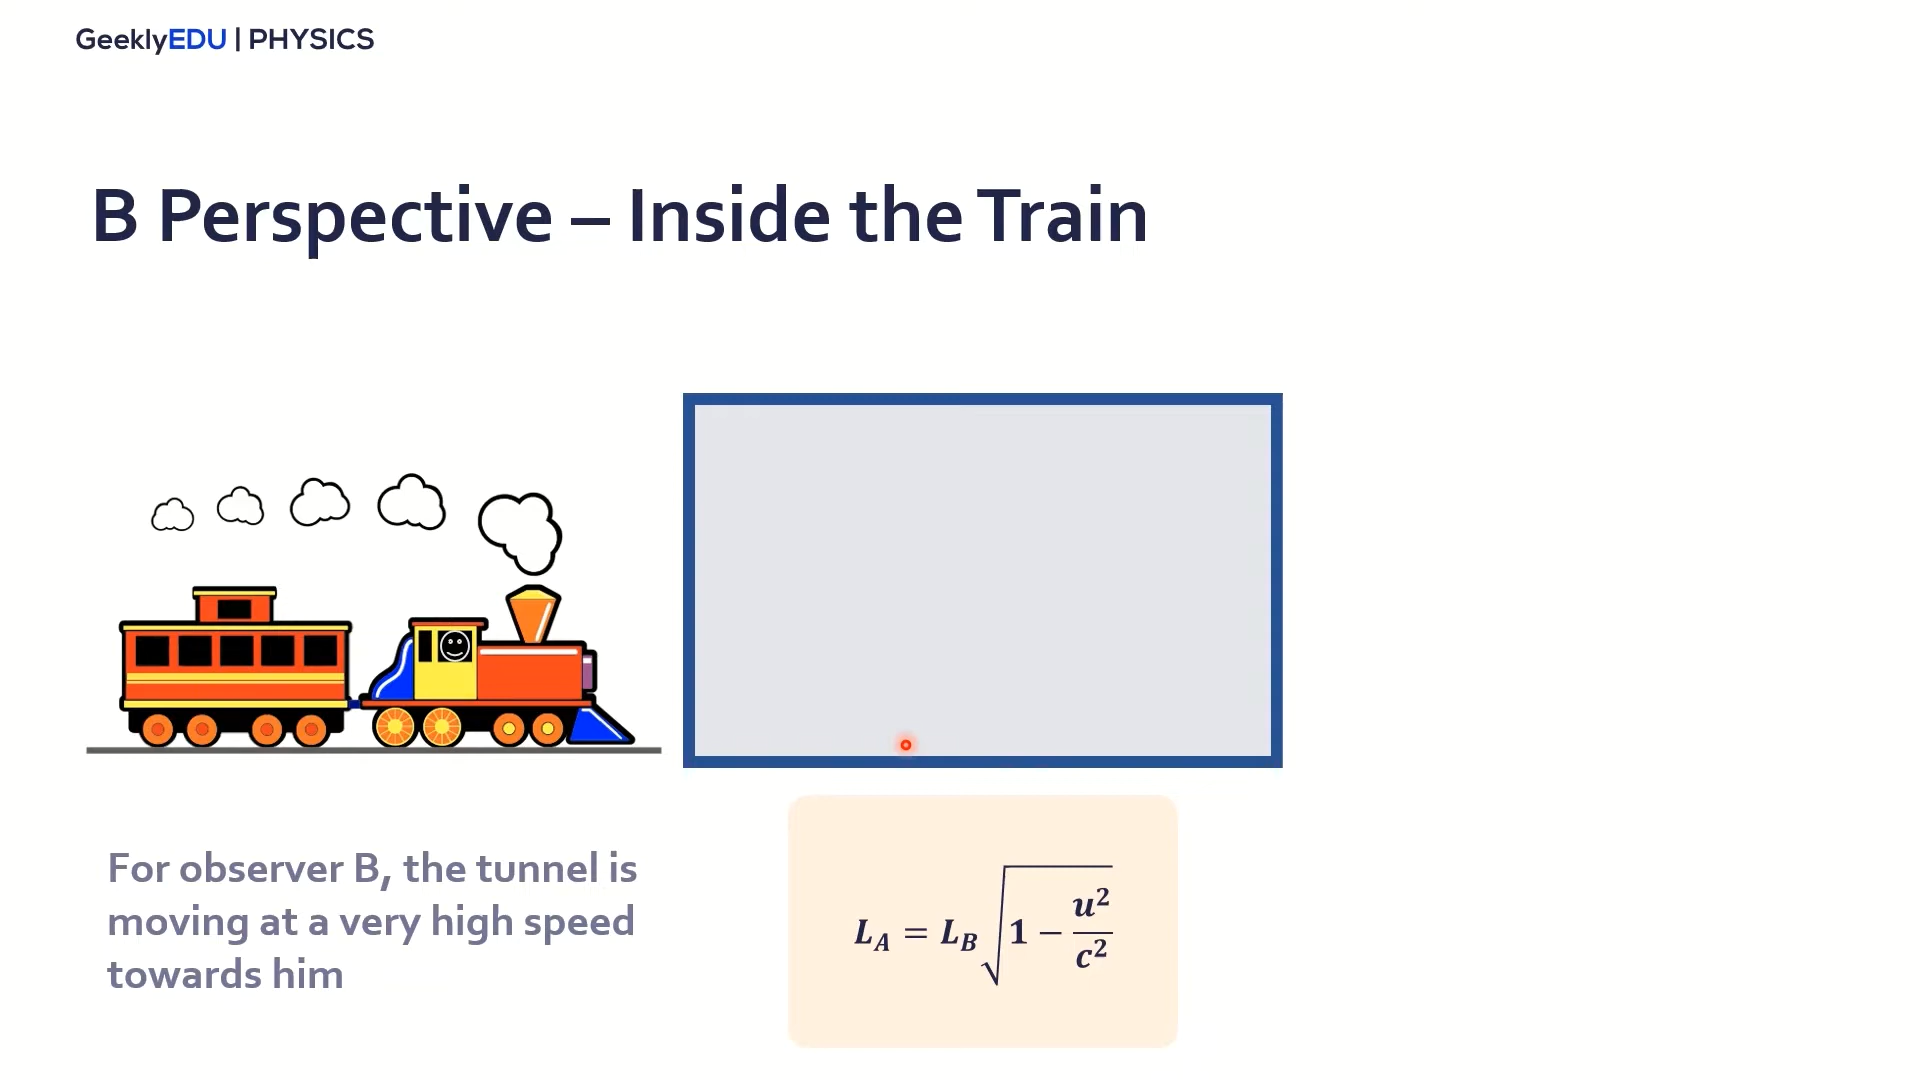 GeeklyEDU | PHYSICS
B Perspective – Inside the Train
For observer B, the tunnel is
moving at a very high speed
towards him
L_A = L_B √(1 − u²/c²)